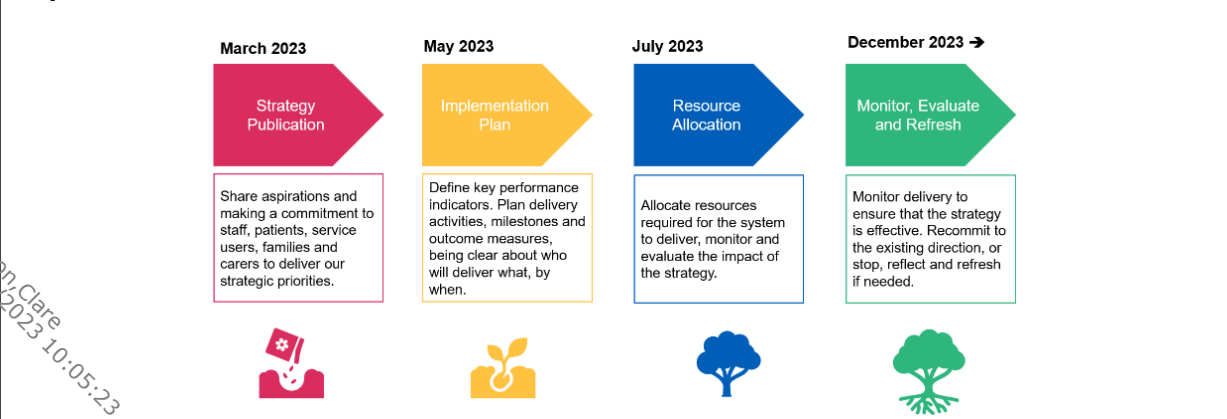 March 2023
Strategy
Publication
Share aspirations and
making a commitment to
staff, patients, service
users, families and
carers to deliver our
strategic priorities.
May 2023
Implementation
Plan
Define key performance
indicators. Plan delivery
activities, milestones and
outcome measures,
being clear about who
will deliver what, by
when.
July 2023
Resource
Allocation
Allocate resources
required for the system
to deliver, monitor and
evaluate the impact of
the strategy.
December 2023 ➔
Monitor, Evaluate
and Refresh
Monitor delivery to
ensure that the strategy
is effective. Recommit to
the existing direction, or
stop, reflect and refresh
if needed.
Clare
2023 10:05:23